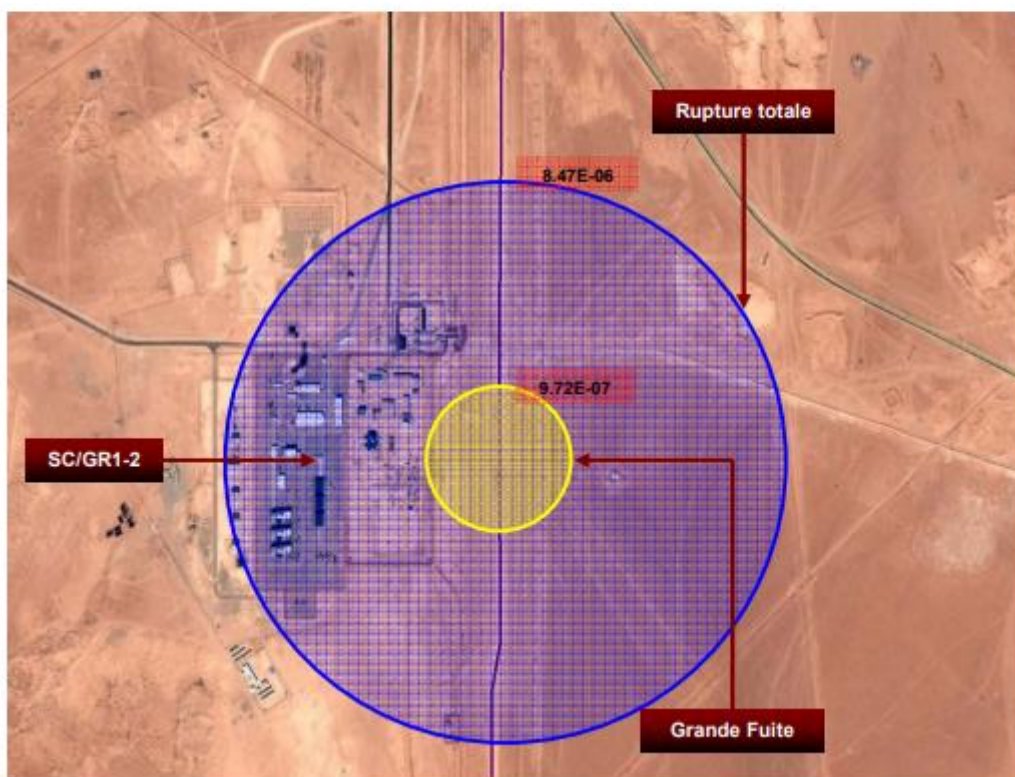 Rupture totale
8.47E-06
9.72E-07
SC/GR1-2
Grande Fuite